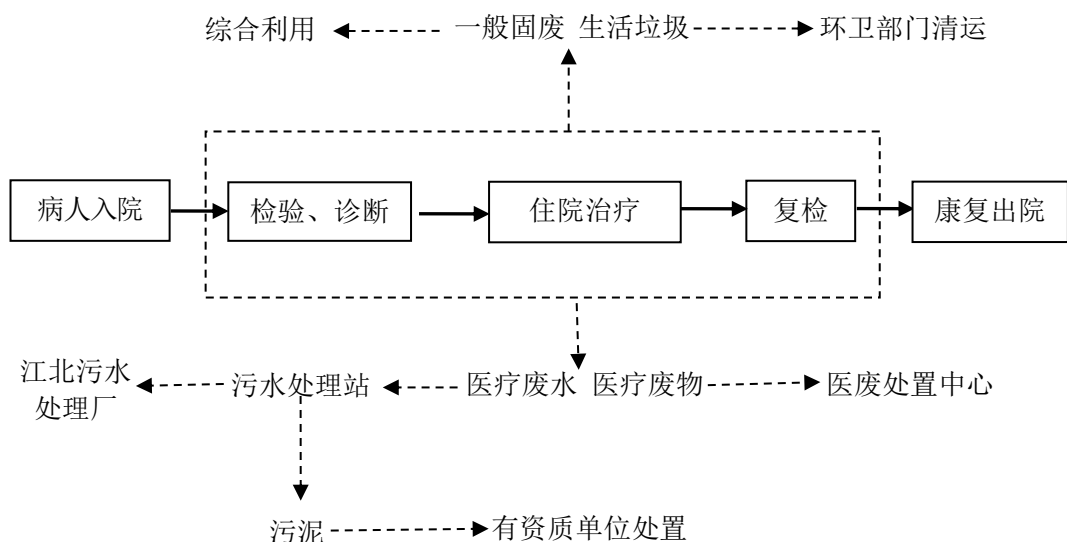 综合利用 一般固废 生活垃圾 环卫部门清运
病人入院 检验、诊断 住院治疗 复检 康复出院
江北污水
处理厂
污水处理站 医疗废水 医疗废物 医废处置中心
污泥 有资质单位处置